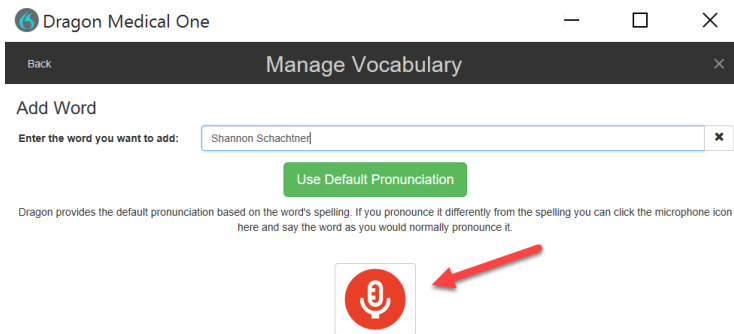 Dragon Medical One
Back
Manage Vocabulary
Add Word
Enter the word you want to add:
Shannon Schachtner
Use Default Pronunciation
Dragon provides the default pronunciation based on the word's spelling. If you pronounce it differently from the spelling you can click the microphone icon
here and say the word as you would normally pronounce it.